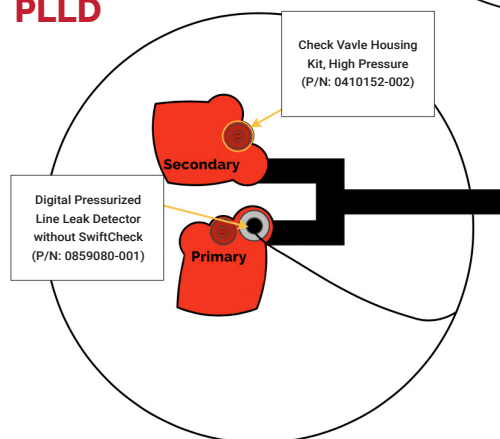 PLLD
Check Vavle Housing
Kit, High Pressure
(P/N: 0410152-002)
Secondary
Digital Pressurized
Line Leak Detector
without SwiftCheck
(P/N: 0859080-001)
Primary